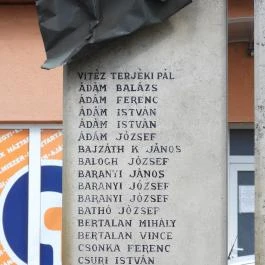 VITÉZ TERJÉKI PÁL
ÁDÁM BALÁZS
ÁDÁM FERENC
ÁDÁM ISTVÁN
ÁDÁM ISTVÁN
ÁDÁM JÓZSEF
BAJZÁTH K JÁNOS
BALOGH JÓZSEF
BARANYI JÁNOS
BARANYI JÓZSEF
BARANYI JÓZSEF
BATHÓ JÓZSEF
BERTALAN MIHÁLY
BERTALAN VINCE
CSONKA FERENC
CSURI ISTVÁN